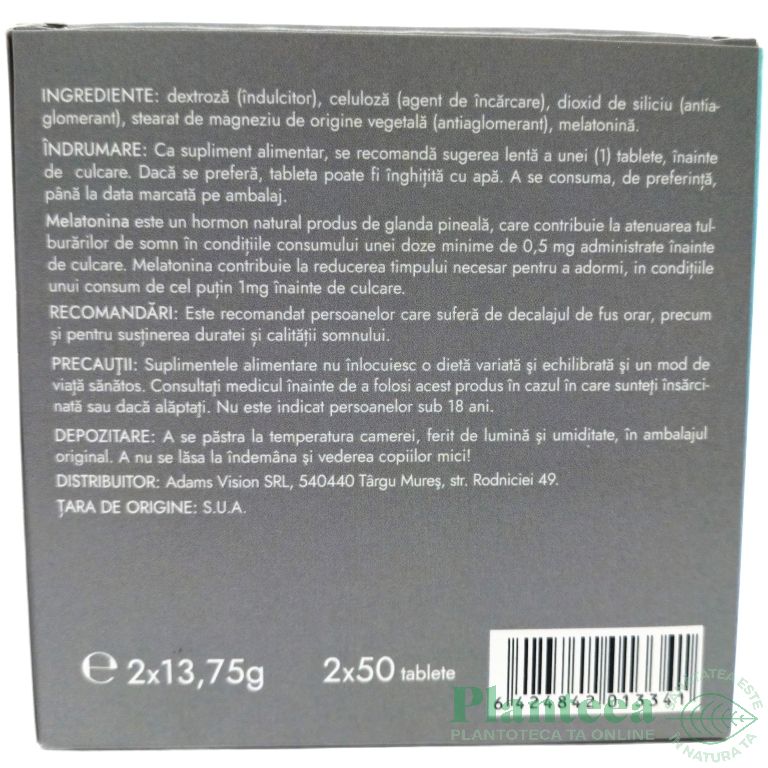 INGREDIENTE: dextroză (îndulcitor), celuloză (agent de încărcare), dioxid de siliciu (antia-
glomerant), stearat de magneziu de origine vegetală (antiaglomerant), melatonină.
ÎNDRUMARE: Ca supliment alimentar, se recomandă sugerea lentă a unei (1) tablete, înainte
de culcare. Dacă se preferă, tableta poate fi înghițită cu apă. A se consuma, de preferință,
până la data marcată pe ambalaj.
Melatonina este un hormon natural produs de glanda pineală, care contribuie la atenuarea tul-
burărilor de somn în condițiile consumului unei doze minime de 0,5 mg administrate înainte
de culcare. Melatonina contribuie la reducerea timpului necesar pentru a adormi, in condițiile
unui consum de cel puțin 1mg înainte de culcare.
RECOMANDĂRI: Este recomandat persoanelor care suferă de decalajul de fus orar, precum
și pentru susținerea duratei și calității somnului.
PRECAUȚII: Suplimentele alimentare nu înlocuiesc o dietă variată și echilibrată și un mod de
viață sănătos. Consultați medicul înainte de a folosi acest produs în cazul în care sunteți însărci-
nată sau dacă alăptați. Nu este indicat persoanelor sub 18 ani.
DEPOZITARE: A se păstra la temperatura camerei, ferit de lumină și umiditate, în ambalajul
original. A nu se lăsa la îndemâna și vederea copiilor mici!
DISTRIBUITOR: Adams Vision SRL, 540440 Târgu Mureș, str. Rodniciei 49.
ȚARA DE ORIGINE: S.U.A.
℮ 2x13,75g 2x50 tablete
6 424842 013341
Planteea
PLANTOTECA TA ONLINE
ESTE
ÎN NATURA TA